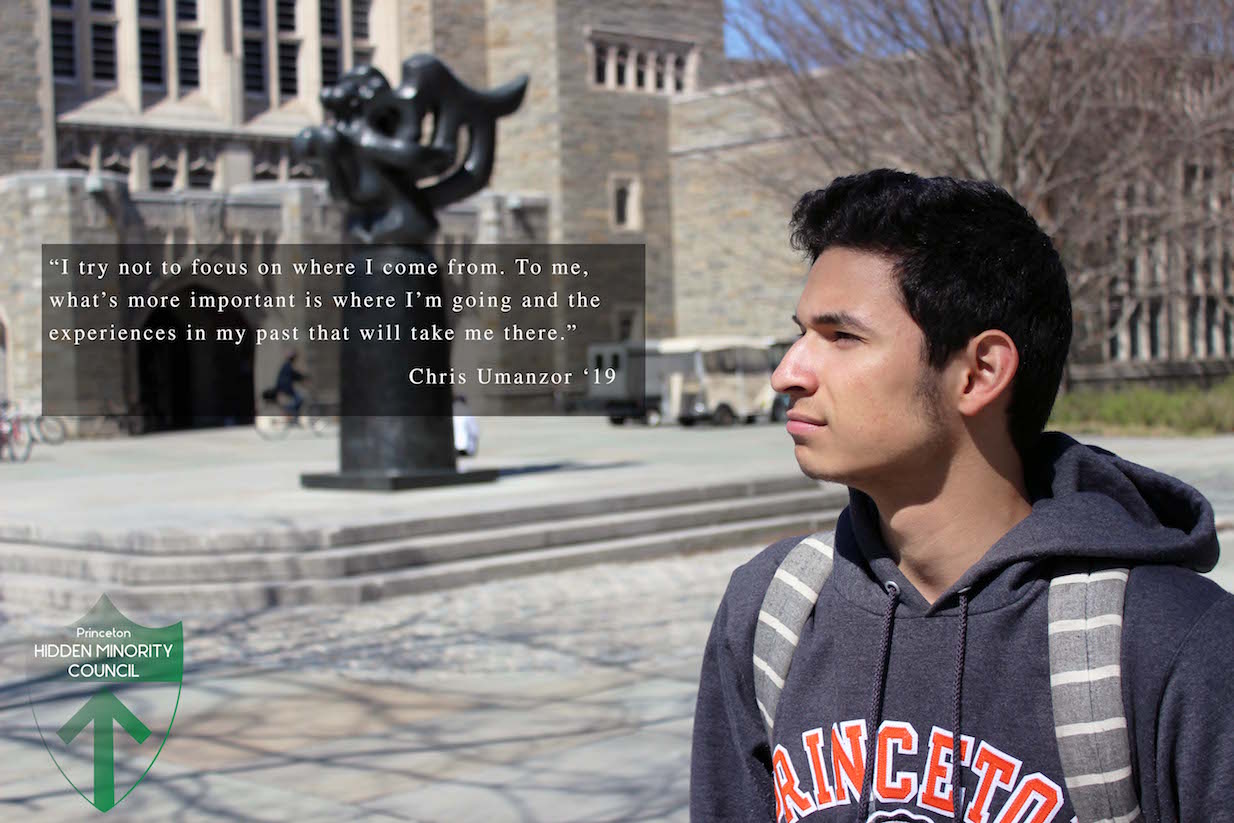 “I try not to focus on where I come from. To me,
what’s more important is where I’m going and the
experiences in my past that will take me there.”
Chris Umanzor ‘19
Princeton
HIDDEN MINORITY
COUNCIL
PRINCETO